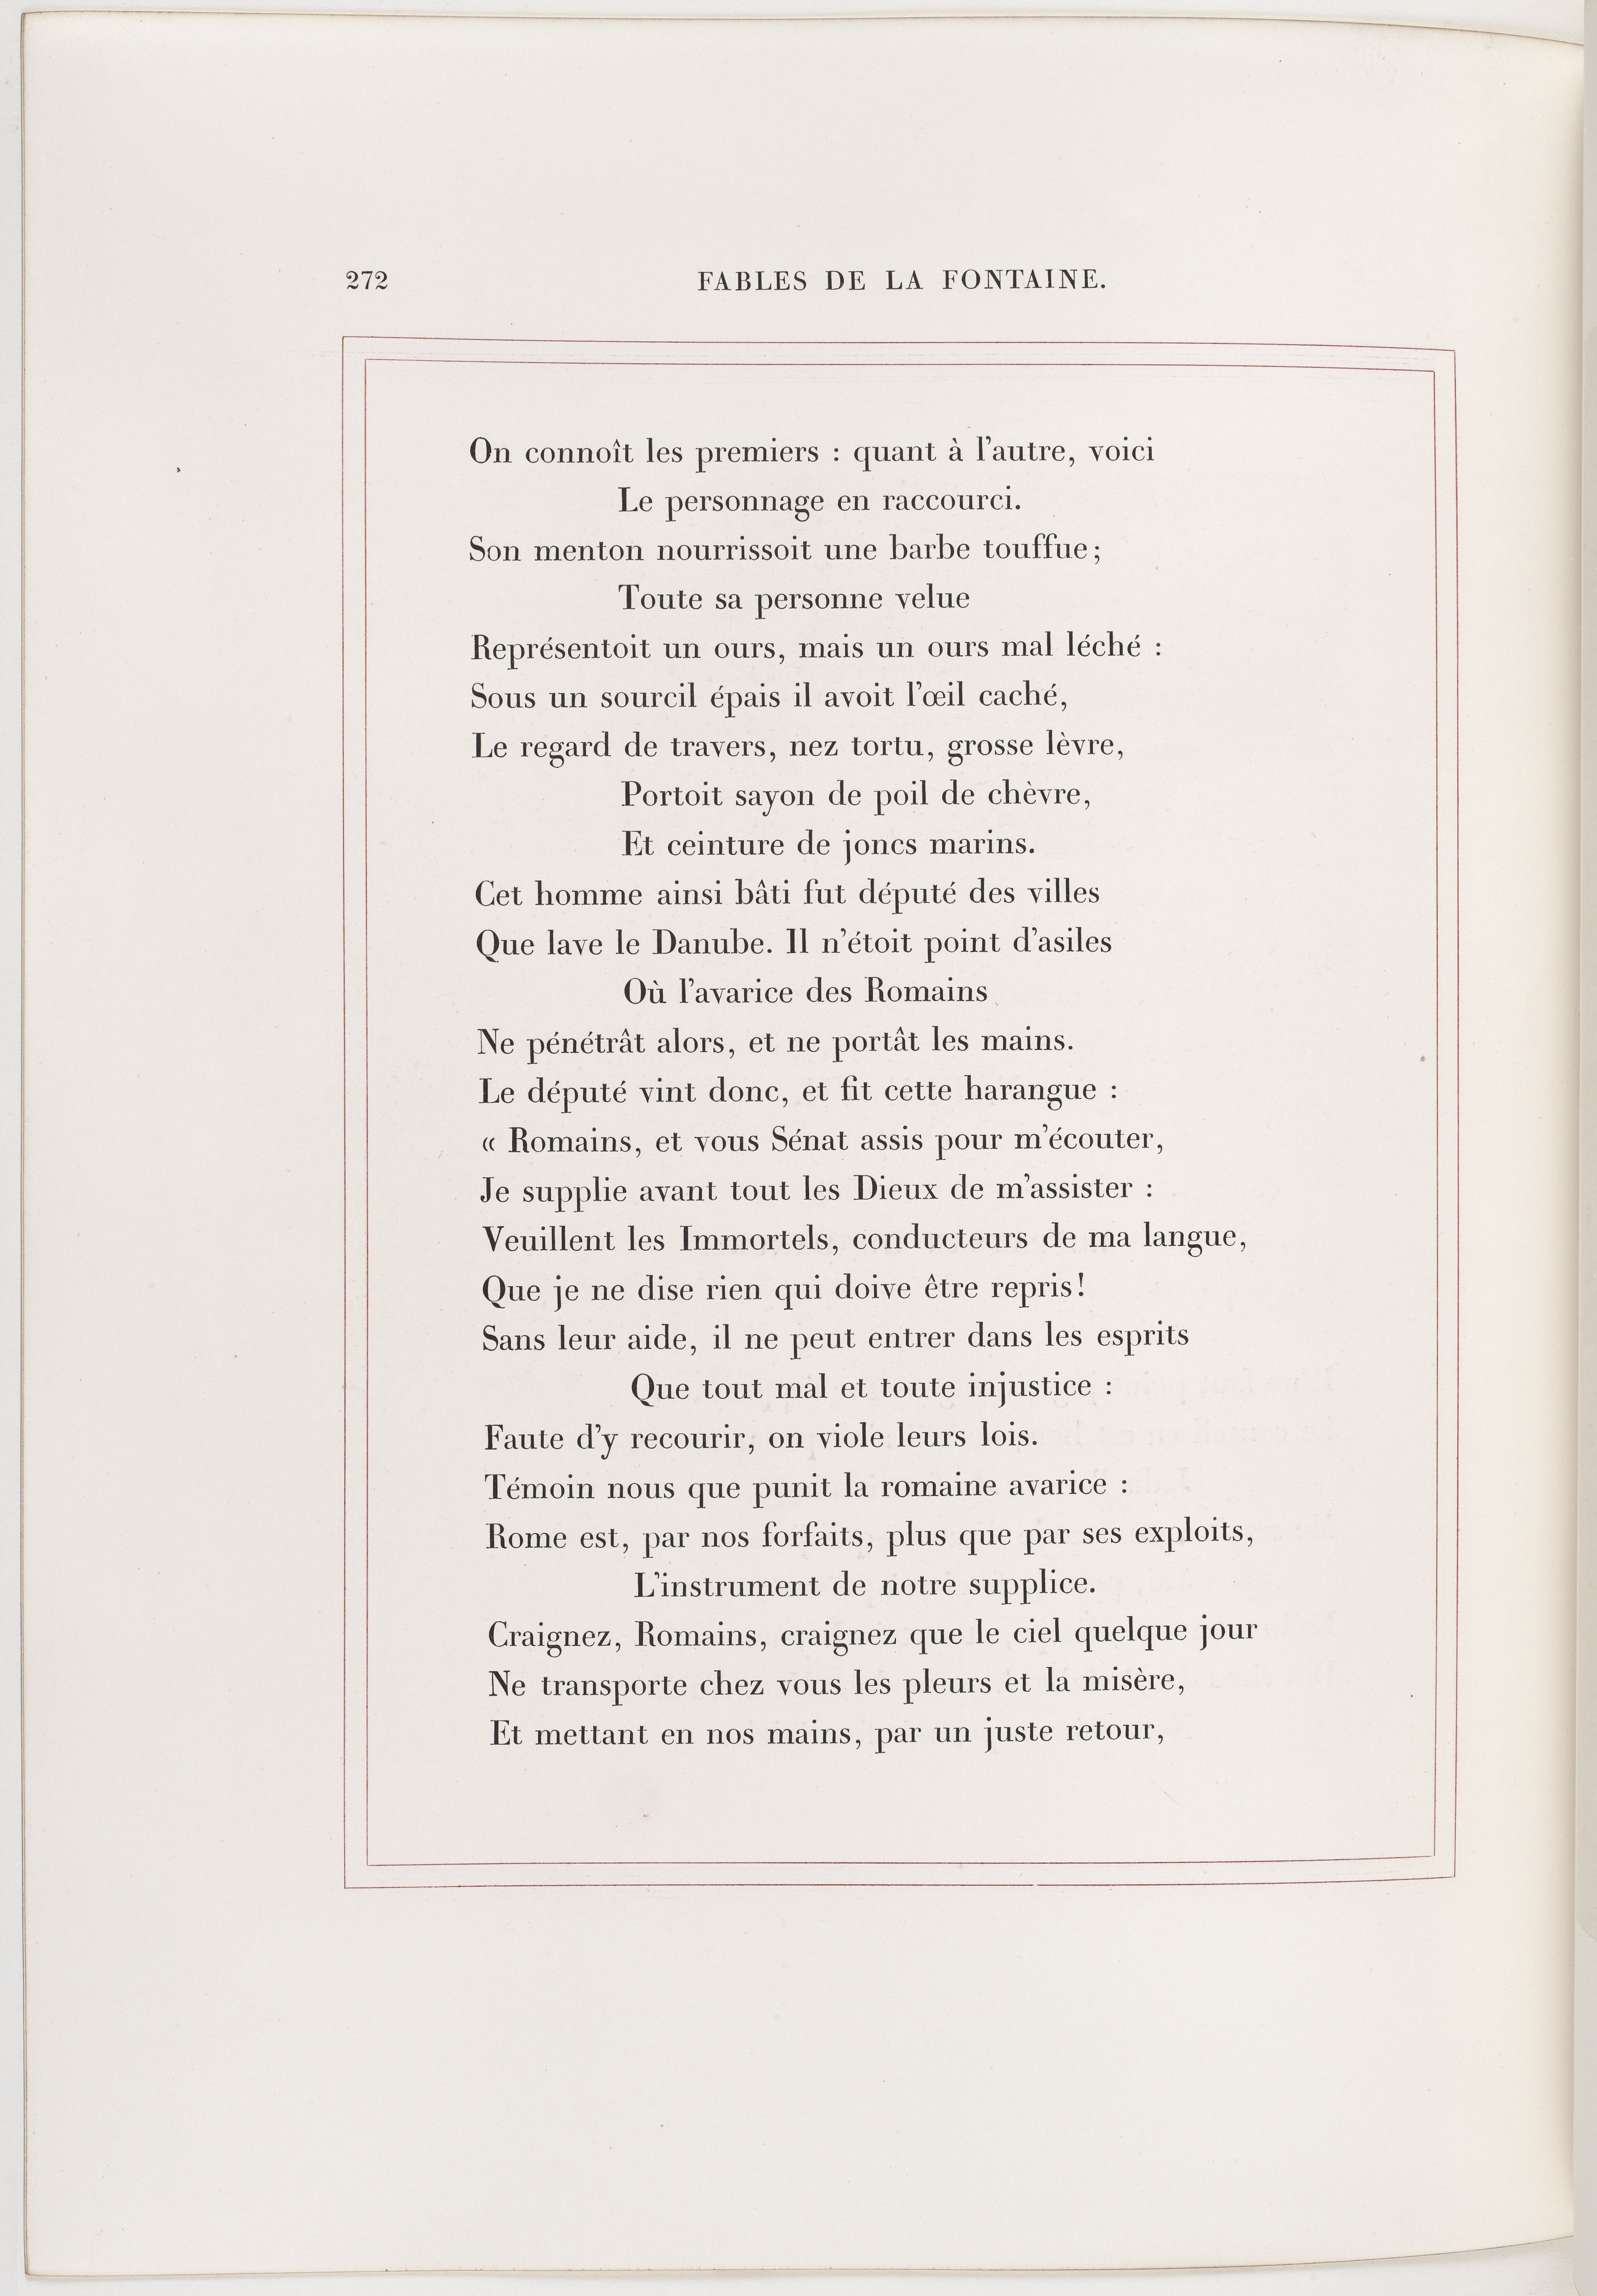 272
FABLES DE LA FONTAINE.
On connoît les premiers : quant à l'autre, voici
Le personnage en raccourci.
Son menton nourrissoit une barbe touffue;
Toute sa personne velue
Représentoit un ours, mais un ours mal léché :
Sous un sourcil épais il avoit l'œil caché,
Le regard de travers, nez tortu, grosse lèvre,
Portoit sayon de poil de chèvre,
Et ceinture de joncs marins.
Cet homme ainsi bâti fut député des villes
Que lave le Danube. Il n'étoit point d'asiles
Où l'avarice des Romains
Ne pénétrât alors, et ne portât les mains.
Le député vint donc, et fit cette harangue :
« Romains, et vous Sénat assis pour m'écouter,
Je supplie avant tout les Dieux de m'assister :
Veuillent les Immortels, conducteurs de ma langue,
Que je ne dise rien qui doive être repris!
Sans leur aide, il ne peut entrer dans les esprits
Que tout mal et toute injustice :
Faute d'y recourir, on viole leurs lois.
Témoin nous que punit la romaine avarice :
Rome est, par nos forfaits, plus que par ses exploits,
L'instrument de notre supplice.
Craignez, Romains, craignez que le ciel quelque jour
Ne transporte chez vous les pleurs et la misère,
Et mettant en nos mains, par un juste retour,